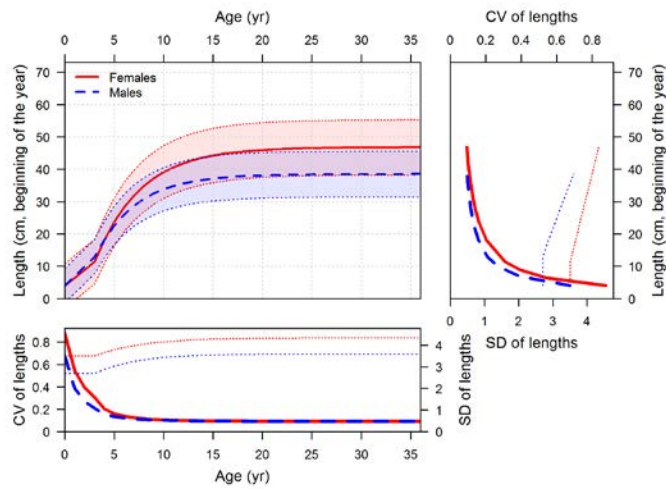 Age (yr)
0 5 10 15 20 25 30 35
CV of lengths
0 0.2 0.4 0.6 0.8
Length (cm, beginning of the year)
70
60
50
40
30
20
10
0
Females
Males
70
60
50
40
30
20
10
0
Length (cm, beginning of the year)
0 1 2 3 4
SD of lengths
CV of lengths
0.8
0.6
0.4
0.2
0
4
3
2
1
0
SD of lengths
0 5 10 15 20 25 30 35
Age (yr)